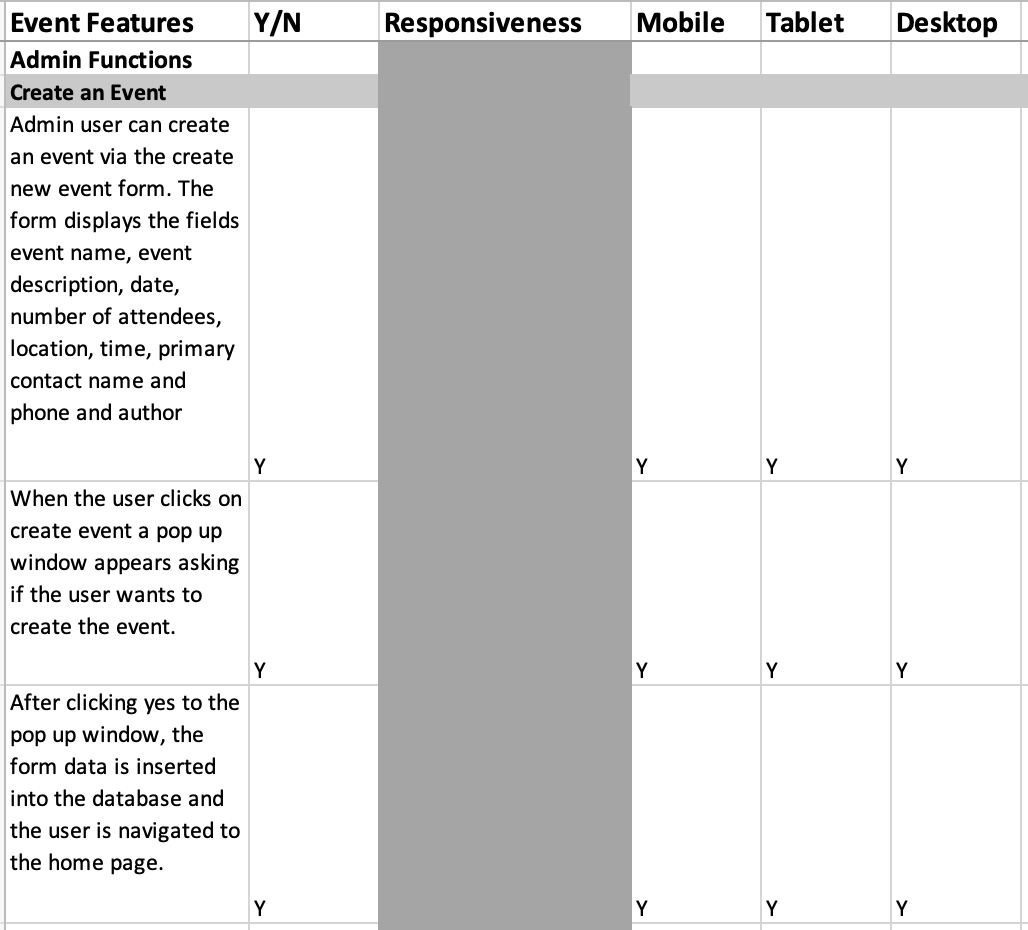 Event Features Y/N Responsiveness Mobile Tablet Desktop
Admin Functions
Create an Event
Admin user can create
an event via the create
new event form. The
form displays the fields
event name, event
description, date,
number of attendees,
location, time, primary
contact name and
phone and author
Y Y Y Y
When the user clicks on
create event a pop up
window appears asking
if the user wants to
create the event.
Y Y Y Y
After clicking yes to the
pop up window, the
form data is inserted
into the database and
the user is navigated to
the home page.
Y Y Y Y